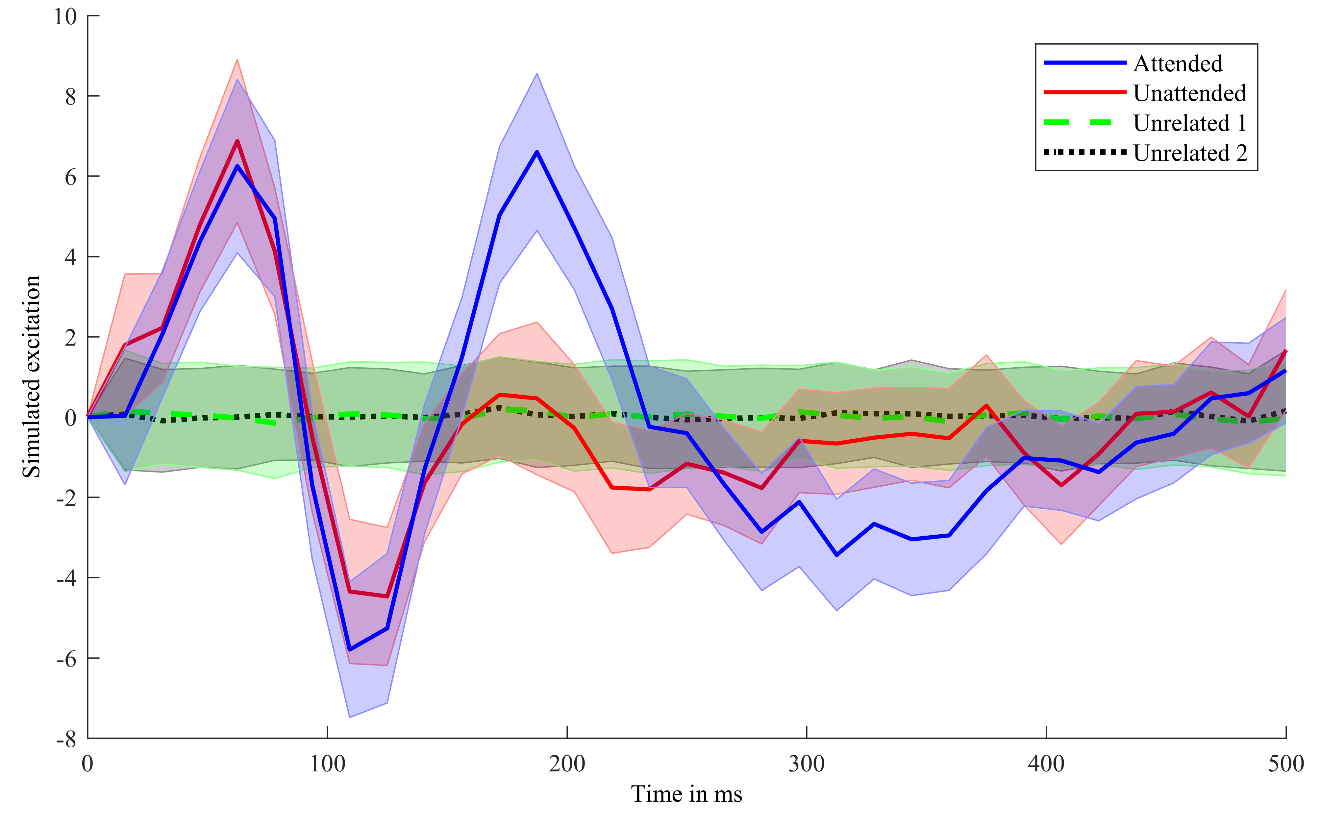 10
8
6
4
2
0
-2
-4
-6
-8
Simulated excitation
0
100
200
300
400
500
Time in ms
Attended
Unattended
Unrelated 1
Unrelated 2